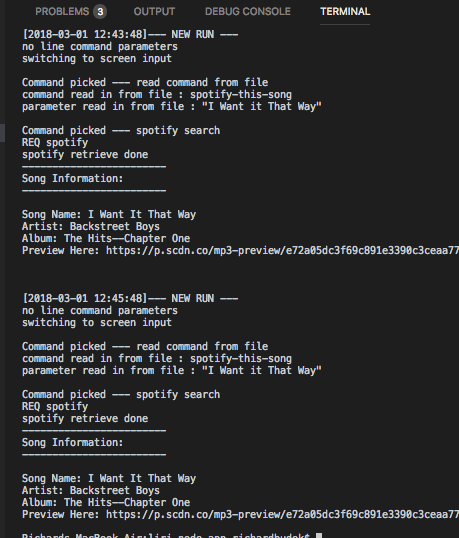 PROBLEMS 3 OUTPUT DEBUG CONSOLE TERMINAL
[2018-03-01 12:43:48]--- NEW RUN ---
no line command parameters
switching to screen input
Command picked --- read command from file
command read in from file : spotify-this-song
parameter read in from file : "I Want it That Way"
Command picked --- spotify search
REQ spotify
spotify retrieve done
------------------------
Song Information:
------------------------
Song Name: I Want It That Way
Artist: Backstreet Boys
Album: The Hits--Chapter One
Preview Here: https://p.scdn.co/mp3-preview/e72a05dc3f69c891e3390c3ceaa77
[2018-03-01 12:45:48]--- NEW RUN ---
no line command parameters
switching to screen input
Command picked --- read command from file
command read in from file : spotify-this-song
parameter read in from file : "I Want it That Way"
Command picked --- spotify search
REQ spotify
spotify retrieve done
------------------------
Song Information:
------------------------
Song Name: I Want It That Way
Artist: Backstreet Boys
Album: The Hits--Chapter One
Preview Here: https://p.scdn.co/mp3-preview/e72a05dc3f69c891e3390c3ceaa77